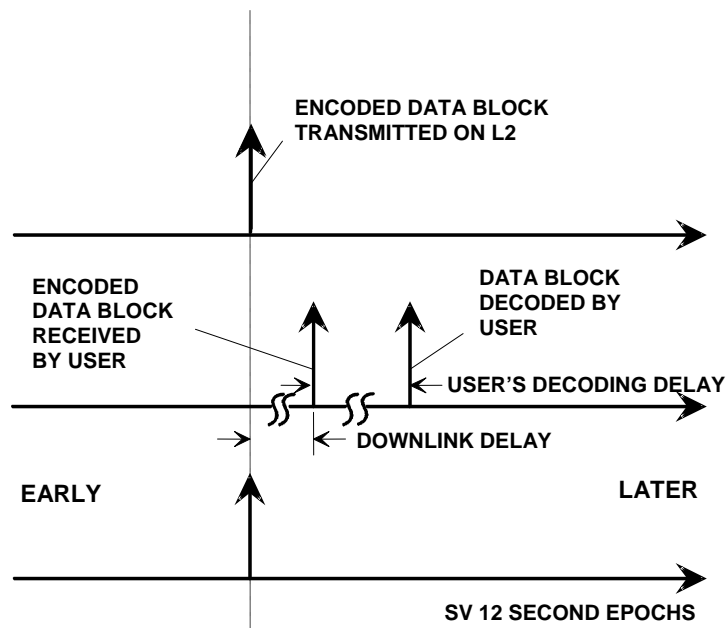 ENCODED DATA BLOCK
TRANSMITTED ON L2
ENCODED
DATA BLOCK
RECEIVED
BY USER
DATA BLOCK
DECODED BY
USER
USER'S DECODING DELAY
DOWNLINK DELAY
EARLY
LATER
SV 12 SECOND EPOCHS